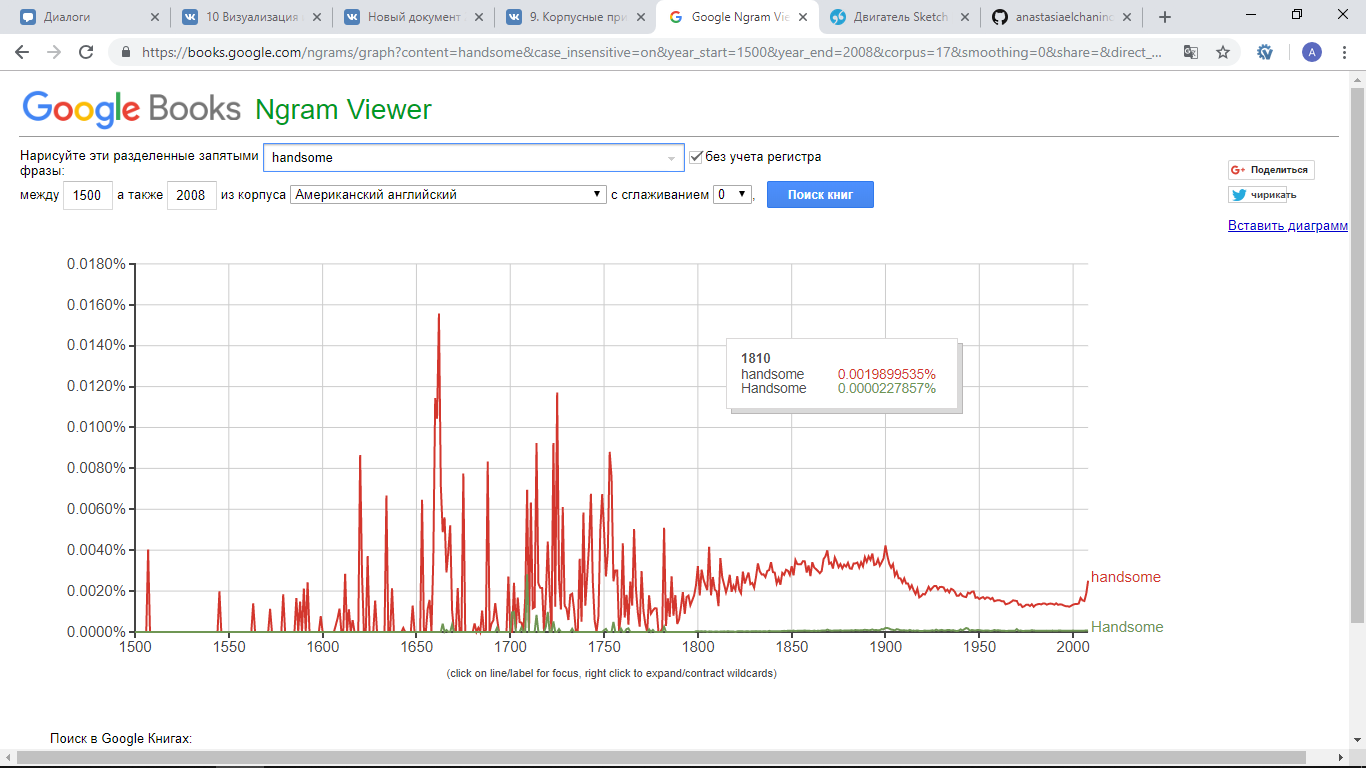 Диалоги
10 Визуализация
Новый документ
9. Корпусные при
Google Ngram Vie
Двигатель Sketch
anastasiaelchaninc
https://books.google.com/ngrams/graph?content=handsome&case_insensitive=on&year_start=1500&year_end=2008&corpus=17&smoothing=0&share=&direct_...
A
Google Books Ngram Viewer
Нарисуйте эти разделенные запятыми фразы: handsome без учета регистра
между 1500 а также 2008 из корпуса Американский английский с сглаживанием 0 , Поиск книг
G+ Поделиться
чирикать
Вставить диаграмм
0.0180%
0.0160%
0.0140%
0.0120%
0.0100%
0.0080%
0.0060%
0.0040%
0.0020%
0.0000%
1810
handsome 0.0019899535%
Handsome 0.0000227857%
handsome
Handsome
1500 1550 1600 1650 1700 1750 1800 1850 1900 1950 2000
(click on line/label for focus, right click to expand/contract wildcards)
Поиск в Google Книгах: